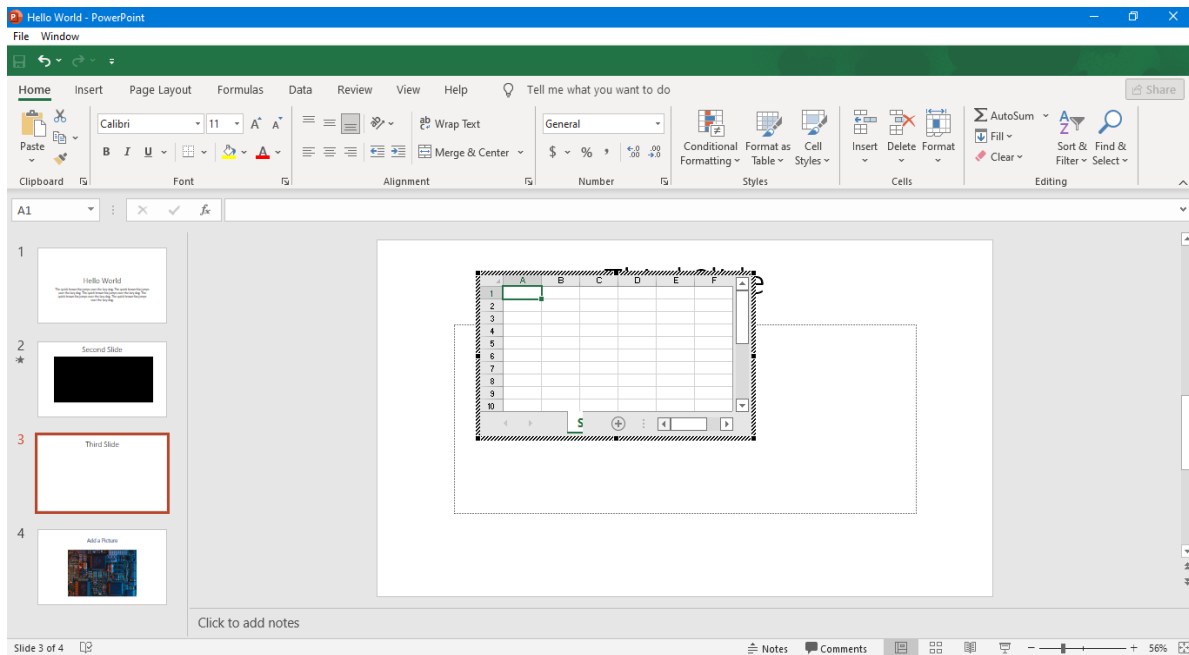 Hello World - PowerPoint
File Window
Home Insert Page Layout Formulas Data Review View Help Tell me what you want to do Share
Paste
Calibri 11 A A
B I U A
Wrap Text
Merge & Center
General
$ % ,
Conditional Formatting
Format as Table
Cell Styles
Insert Delete Format
AutoSum
Fill
Clear
Sort & Filter
Find & Select
Clipboard Font Alignment Number Styles Cells Editing
A1 fx
1
Hello World
2
Second Slide
3
Third Slide
4
Add a Picture
A B C D E F
1
2
3
4
5
6
7
8
9
10
S
Click to add notes
Slide 3 of 4 Notes Comments 56%